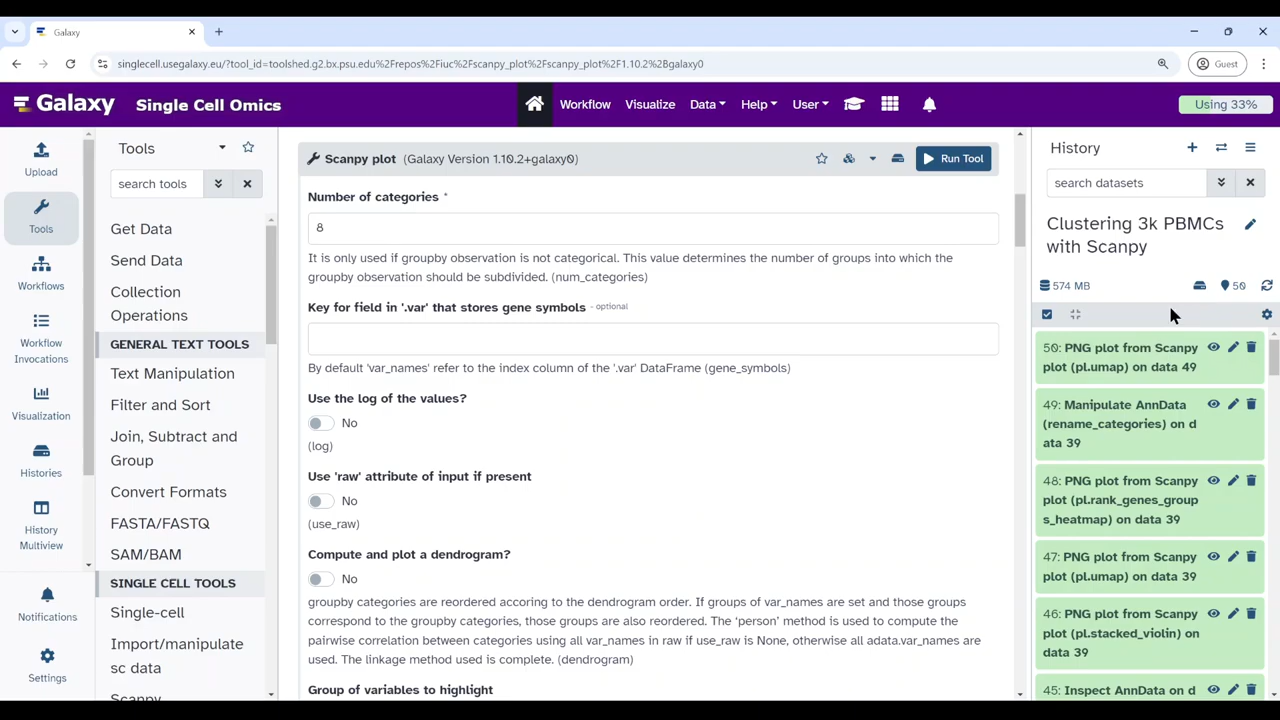 Galaxy
singlecell.usegalaxy.eu/?tool_id=toolshed.g2.bx.psu.edu%2Frepos%2Fiuc%2Fscanpy_plot%2Fscanpy_plot%2F1.10.2%2Bgalaxy0
Guest
Galaxy
Single Cell Omics
Workflow
Visualize
Data
Help
User
Using 33%
Upload
Tools
Workflows
Workflow
Invocations
Visualization
Histories
History
Multiview
Notifications
Settings
Tools
search tools
Get Data
Send Data
Collection
Operations
GENERAL TEXT TOOLS
Text Manipulation
Filter and Sort
Join, Subtract and
Group
Convert Formats
FASTA/FASTQ
SAM/BAM
SINGLE CELL TOOLS
Single-cell
Import/manipulate
sc data
Scanpy
Scanpy plot (Galaxy Version 1.10.2+galaxy0)
Run Tool
Number of categories *
8
It is only used if groupby observation is not categorical. This value determines the number of groups into which the
groupby observation should be subdivided. (num_categories)
Key for field in '.var' that stores gene symbols - optional
By default 'var_names' refer to the index column of the '.var' DataFrame (gene_symbols)
Use the log of the values?
No
(log)
Use 'raw' attribute of input if present
No
(use_raw)
Compute and plot a dendrogram?
No
groupby categories are reordered accoring to the dendrogram order. If groups of var_names are set and those groups
correspond to the groupby categories, those groups are also reordered. The ‘person’ method is used to compute the
pairwise correlation between categories using all var_names in raw if use_raw is None, otherwise all adata.var_names are
used. The linkage method used is complete. (dendrogram)
Group of variables to highlight
History
search datasets
Clustering 3k PBMCs
with Scanpy
574 MB
50
50: PNG plot from Scanpy
plot (pl.umap) on data 49
49: Manipulate AnnData
(rename_categories) on d
ata 39
48: PNG plot from Scanpy
plot (pl.rank_genes_group
s_heatmap) on data 39
47: PNG plot from Scanpy
plot (pl.umap) on data 39
46: PNG plot from Scanpy
plot (pl.stacked_violin) on
data 39
45: Inspect AnnData on d